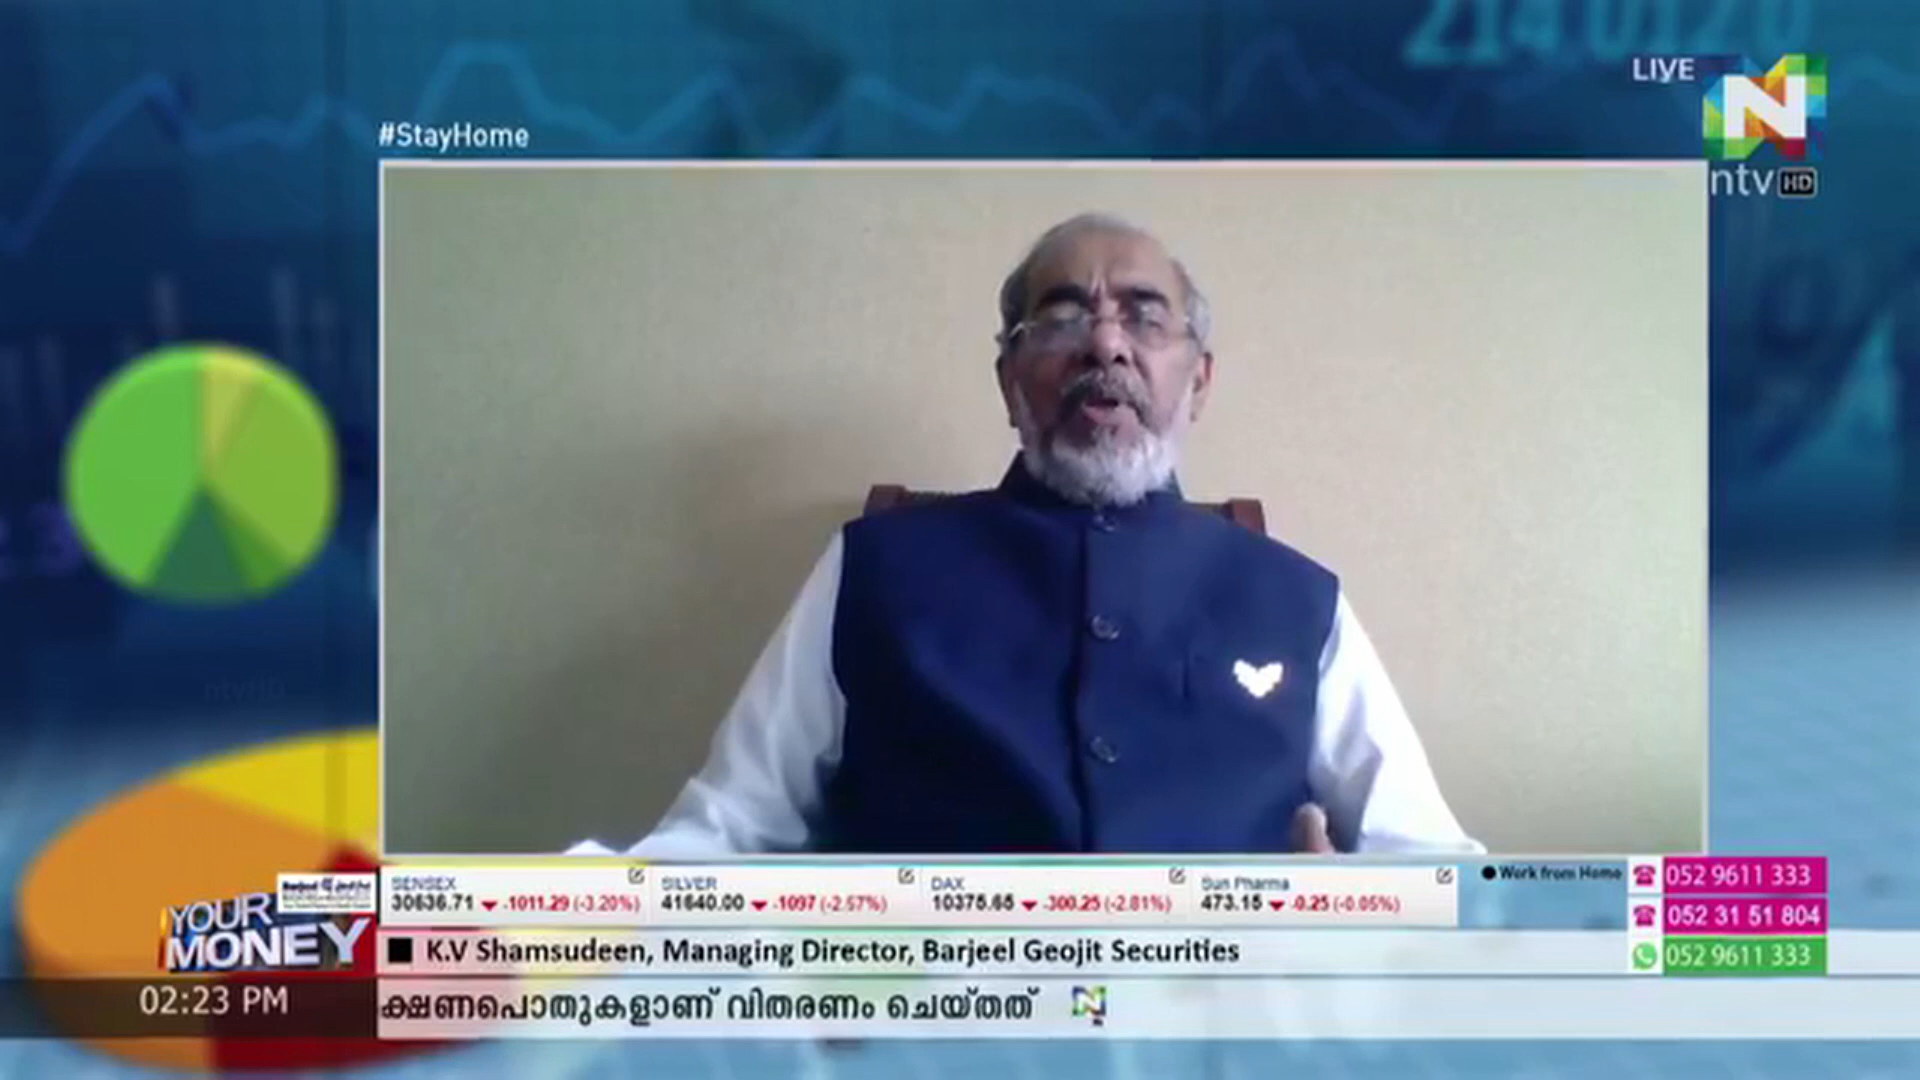 214 0120
LIVE
N
#StayHome
ntv HD
SENSEX
30636.71 ▼ -1011.29 (-3.20%)
SILVER
41640.00 ▼ -1097 (-2.57%)
DAX
10375.65 ▼ -300.25 (-2.81%)
Sun Pharma
473.15 ▼ -0.25 (-0.05%)
Work from Home
052 9611 333
052 31 51 804
052 9611 333
YOUR
MONEY
K.V Shamsudeen, Managing Director, Barjeel Geojit Securities
02:23 PM
ക്ഷണപൊതുകളാണ് വിതരണം ചെയ്തത്